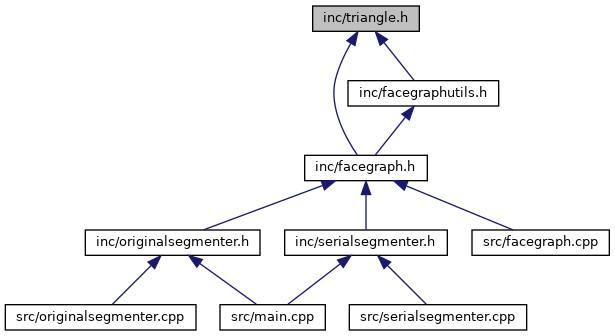 inc/triangle.h
inc/facegraphutils.h
inc/facegraph.h
inc/originalsegmenter.h
inc/serialsegmenter.h
src/facegraph.cpp
src/originalsegmenter.cpp
src/main.cpp
src/serialsegmenter.cpp